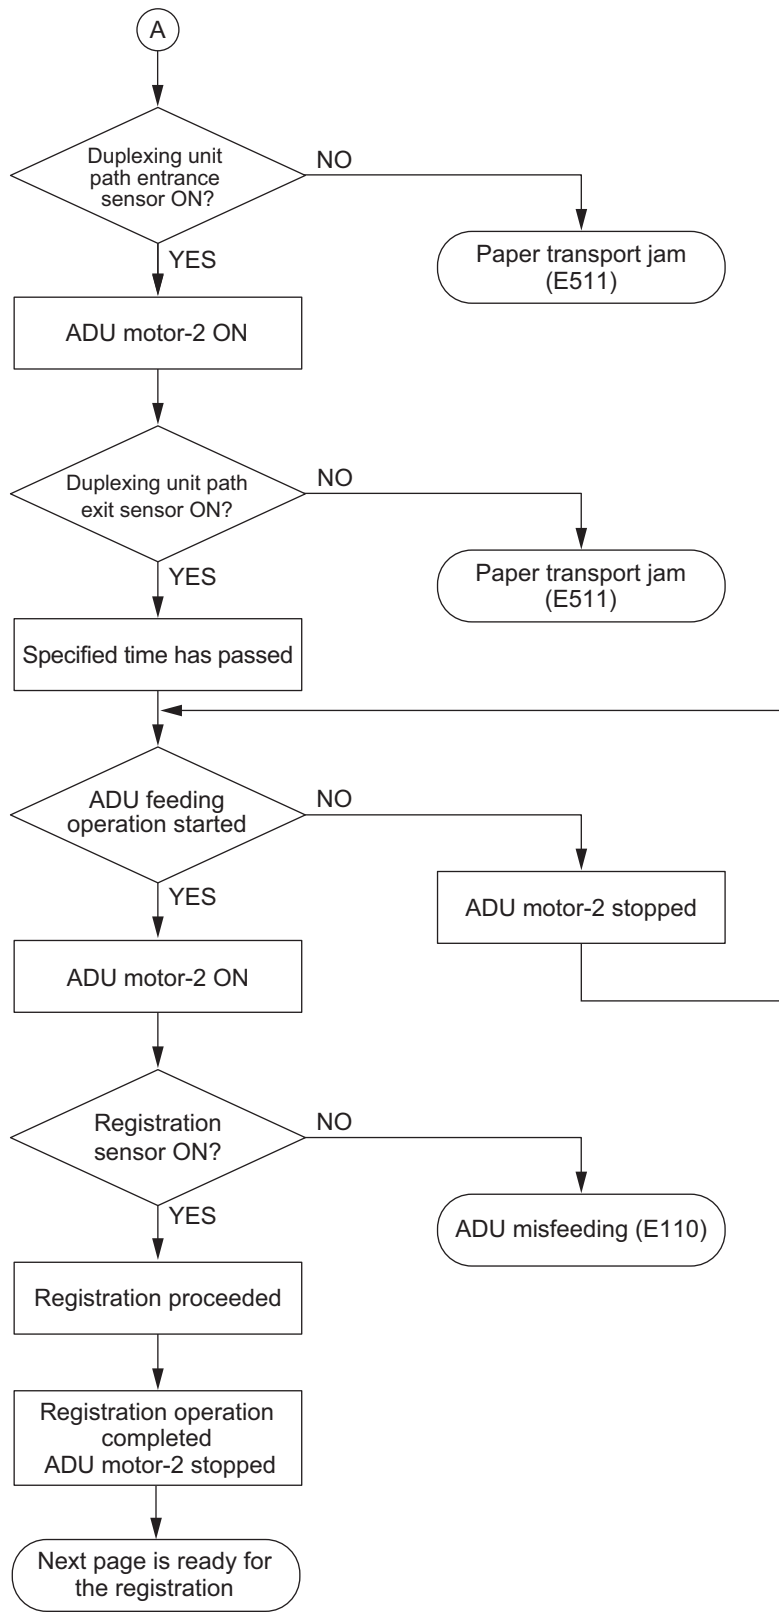 A
Duplexing unit
path entrance
sensor ON?
NO
Paper transport jam
(E511)
YES
ADU motor-2 ON
Duplexing unit path
exit sensor ON?
NO
Paper transport jam
(E511)
YES
Specified time has passed
ADU feeding
operation started
NO
YES
ADU motor-2 stopped
ADU motor-2 ON
Registration
sensor ON?
NO
YES
ADU misfeeding (E110)
Registration proceeded
Registration operation
completed
ADU motor-2 stopped
Next page is ready for
the registration